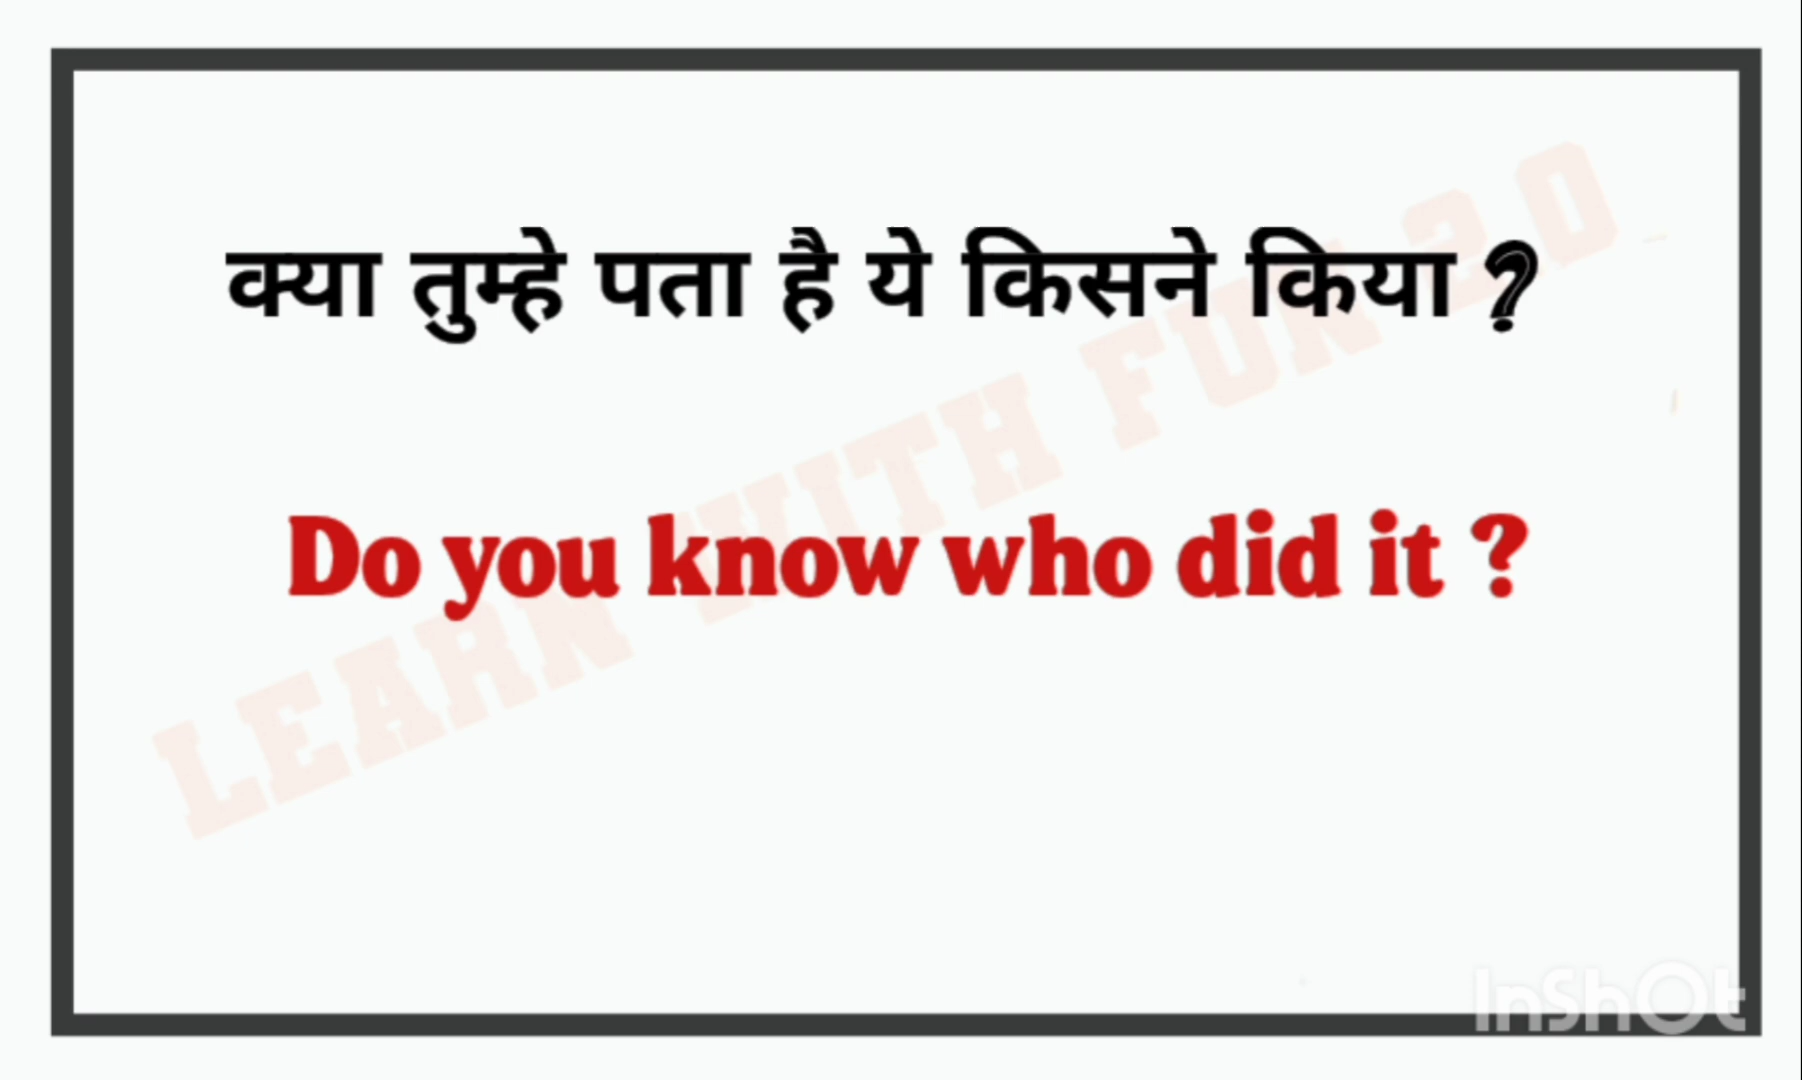 क्या तुम्हे पता है ये किसने किया ?
Do you know who did it ?
LEARN WITH FUN 2.0
InShOt